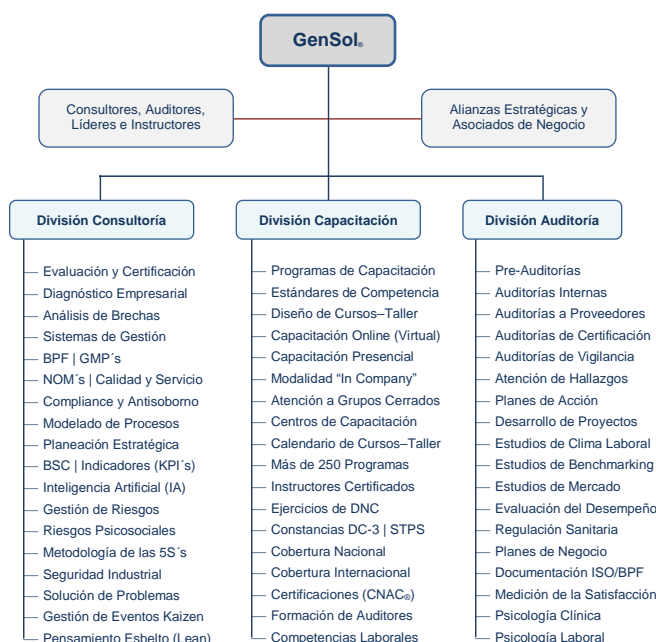 GenSol®
Consultores, Auditores,
Líderes e Instructores
Alianzas Estratégicas y
Asociados de Negocio
División Consultoría
Evaluación y Certificación
Diagnóstico Empresarial
Análisis de Brechas
Sistemas de Gestión
BPF | GMP´s
NOM´s | Calidad y Servicio
Compliance y Antisoborno
Modelado de Procesos
Planeación Estratégica
BSC | Indicadores (KPI´s)
Inteligencia Artificial (IA)
Gestión de Riesgos
Riesgos Psicosociales
Metodología de las 5S´s
Seguridad Industrial
Solución de Problemas
Gestión de Eventos Kaizen
Pensamiento Esbelto (Lean)
División Capacitación
Programas de Capacitación
Estándares de Competencia
Diseño de Cursos–Taller
Capacitación Online (Virtual)
Capacitación Presencial
Modalidad “In Company”
Atención a Grupos Cerrados
Centros de Capacitación
Calendario de Cursos–Taller
Más de 250 Programas
Instructores Certificados
Ejercicios de DNC
Constancias DC-3 | STPS
Cobertura Nacional
Cobertura Internacional
Certificaciones (CNAC®)
Formación de Auditores
Competencias Laborales
División Auditoría
Pre-Auditorías
Auditorías Internas
Auditorías a Proveedores
Auditorías de Certificación
Auditorías de Vigilancia
Atención de Hallazgos
Planes de Acción
Desarrollo de Proyectos
Estudios de Clima Laboral
Estudios de Benchmarking
Estudios de Mercado
Evaluación del Desempeño
Regulación Sanitaria
Planes de Negocio
Documentación ISO/BPF
Medición de la Satisfacción
Psicología Clínica
Psicología Laboral